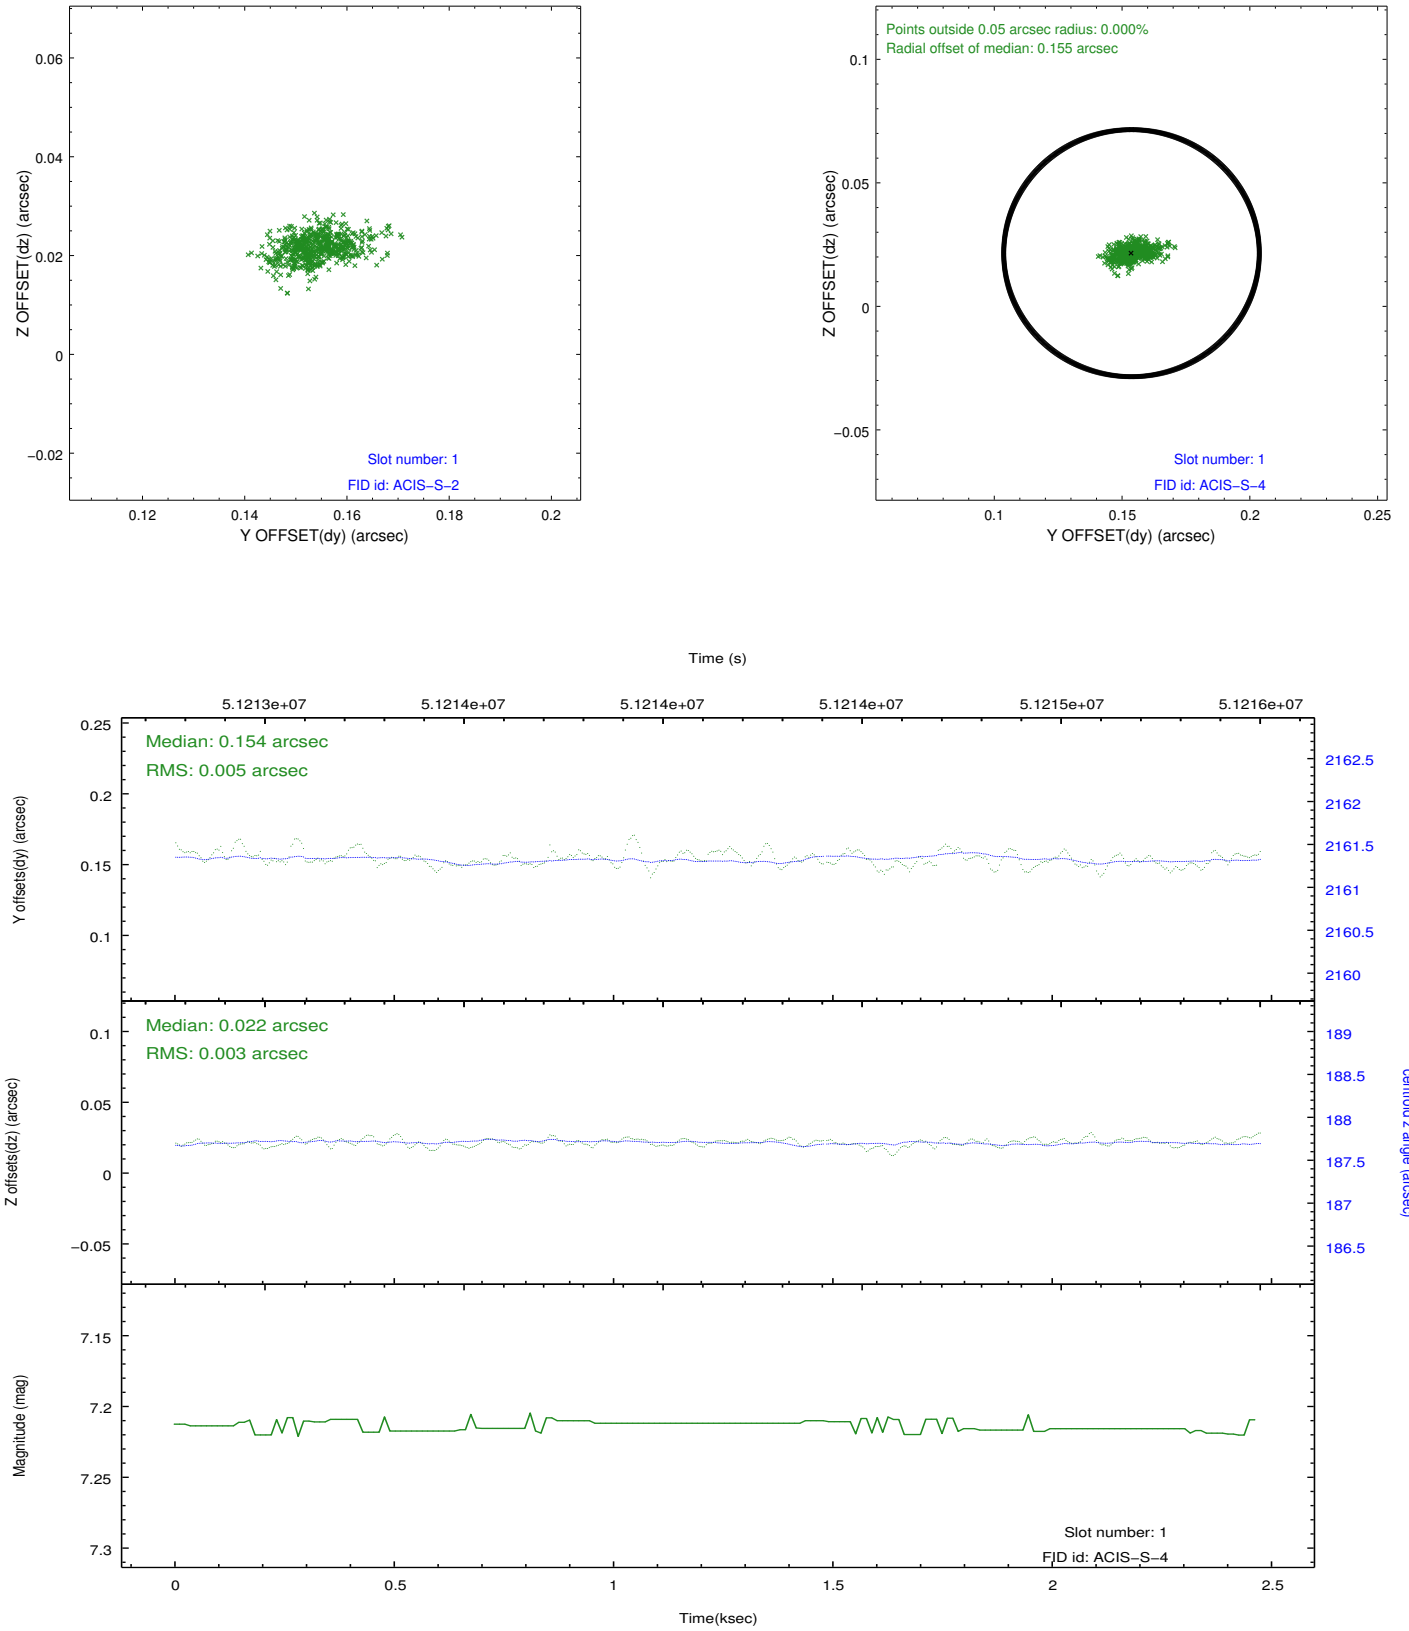 0.06
0.04
0.02
0
−0.02
Z OFFSET(dz) (arcsec)
Slot number: 1
FID id: ACIS−S−2
0.12 0.14 0.16 0.18 0.2
Y OFFSET(dy) (arcsec)
Points outside 0.05 arcsec radius: 0.000%
Radial offset of median: 0.155 arcsec
0.1
0.05
0
−0.05
Z OFFSET(dz) (arcsec)
Slot number: 1
FID id: ACIS−S−4
0.1 0.15 0.2 0.25
Y OFFSET(dy) (arcsec)
Time (s)
5.1213e+07 5.1214e+07 5.1214e+07 5.1214e+07 5.1215e+07 5.1216e+07
Median: 0.154 arcsec
RMS: 0.005 arcsec
0.25
0.2
0.15
0.1
Y offsets(dy) (arcsec)
2162.5
2162
2161.5
2161
2160.5
2160
Median: 0.022 arcsec
RMS: 0.003 arcsec
0.1
0.05
0
−0.05
Z offsets(dz) (arcsec)
189
188.5
188
187.5
187
186.5
centroid z angle (arcsec)
7.15
7.2
7.25
7.3
Magnitude (mag)
Slot number: 1
FID id: ACIS−S−4
0 0.5 1 1.5 2 2.5
Time(ksec)